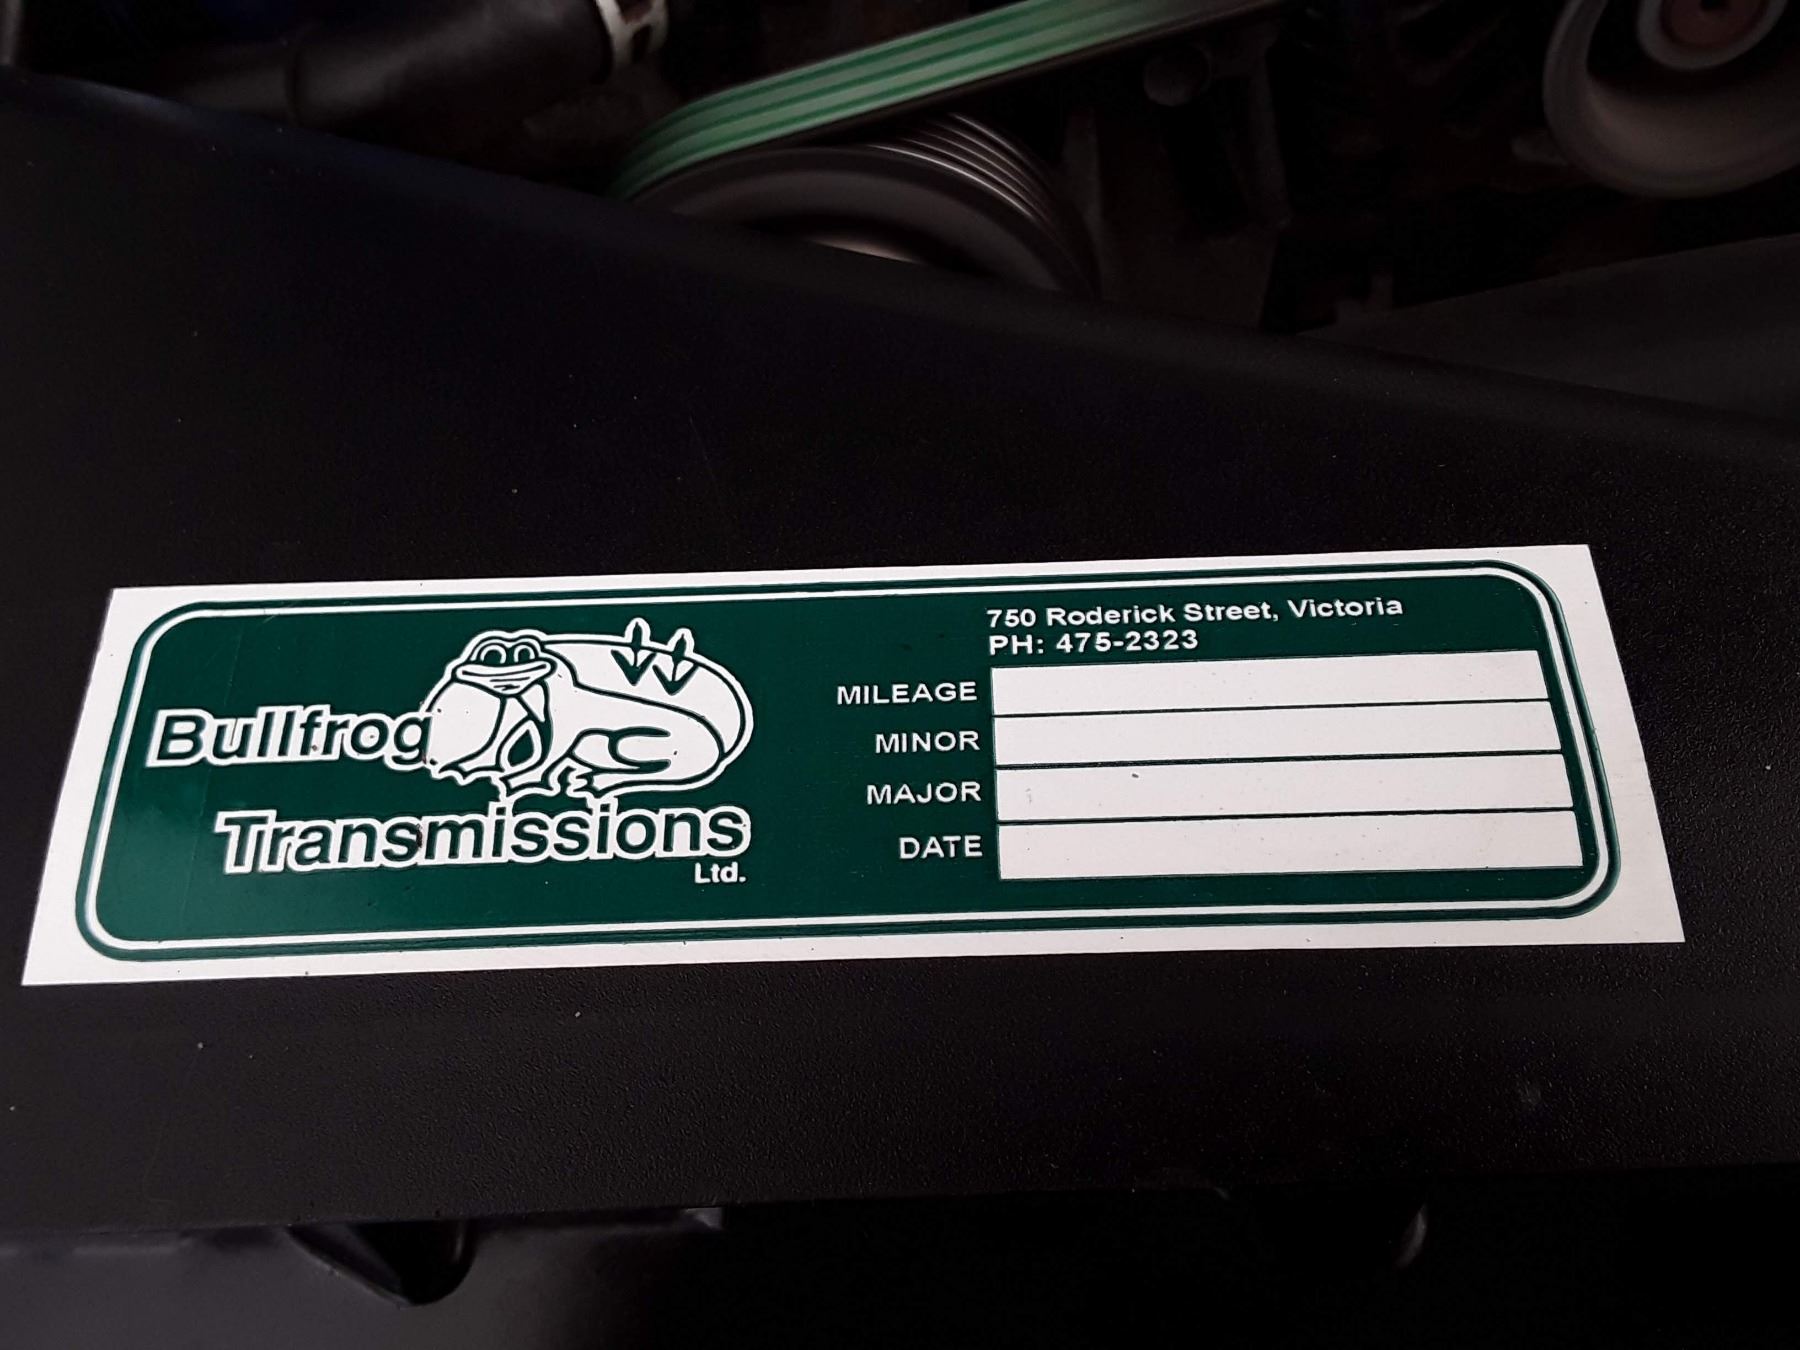 Bullfrog
Transmissions
Ltd.
750 Roderick Street, Victoria
PH: 475-2323
MILEAGE
MINOR
MAJOR
DATE